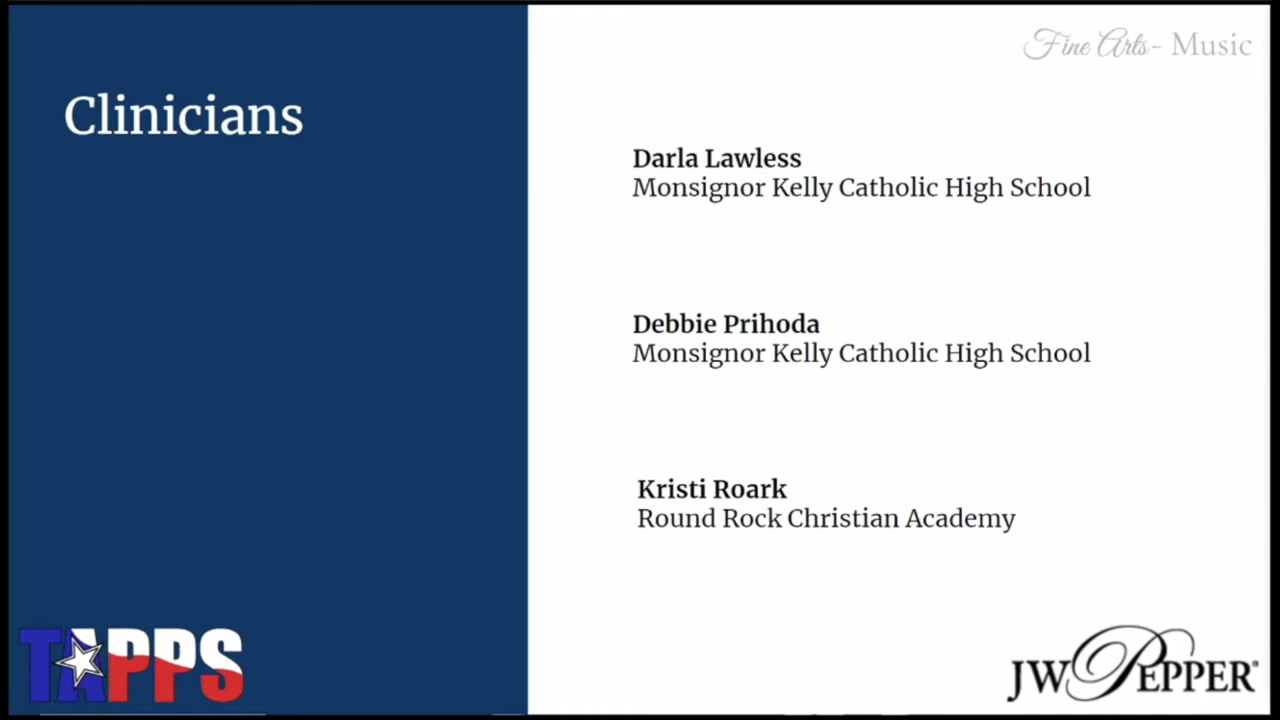 Fine Arts- Music
Clinicians
Darla Lawless
Monsignor Kelly Catholic High School
Debbie Prihoda
Monsignor Kelly Catholic High School
Kristi Roark
Round Rock Christian Academy
TAPPS
JW PEPPER®